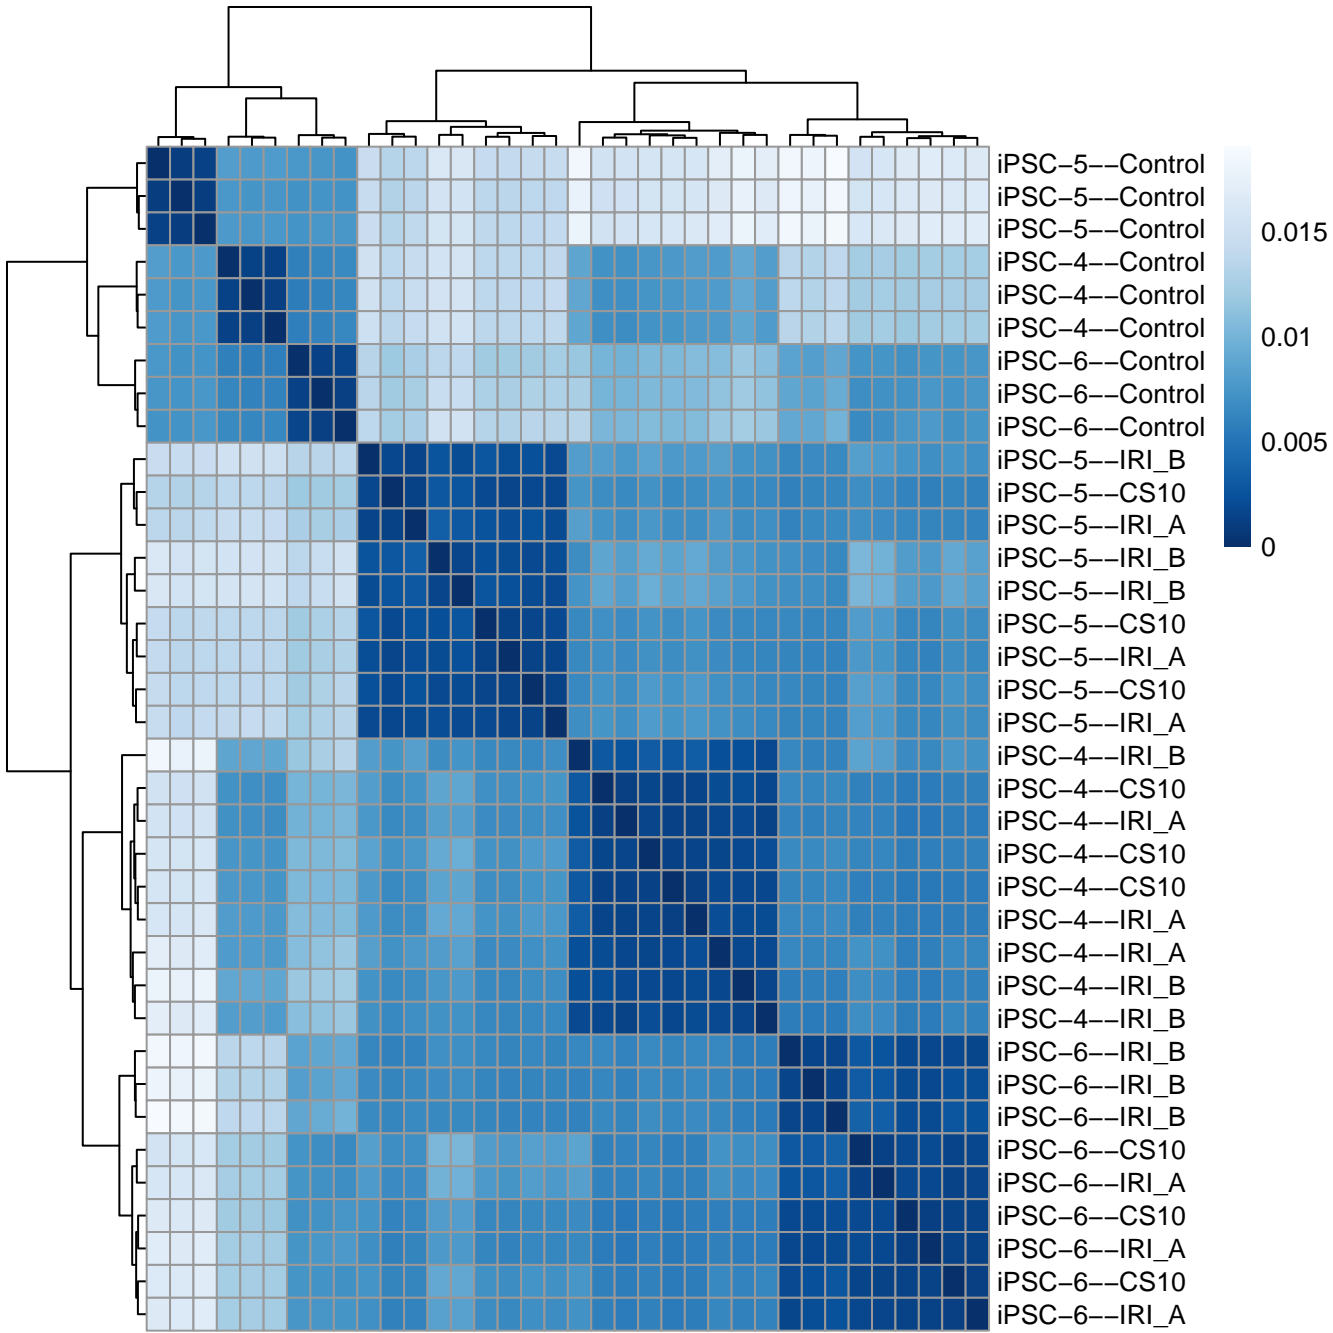 iPSC−5−−Control
iPSC−5−−Control
iPSC−5−−Control
iPSC−4−−Control
iPSC−4−−Control
iPSC−4−−Control
iPSC−6−−Control
iPSC−6−−Control
iPSC−6−−Control
iPSC−5−−IRI_B
iPSC−5−−CS10
iPSC−5−−IRI_A
iPSC−5−−IRI_B
iPSC−5−−IRI_B
iPSC−5−−CS10
iPSC−5−−IRI_A
iPSC−5−−CS10
iPSC−5−−IRI_A
iPSC−4−−IRI_B
iPSC−4−−CS10
iPSC−4−−IRI_A
iPSC−4−−CS10
iPSC−4−−CS10
iPSC−4−−IRI_A
iPSC−4−−IRI_A
iPSC−4−−IRI_B
iPSC−4−−IRI_B
iPSC−6−−IRI_B
iPSC−6−−IRI_B
iPSC−6−−IRI_B
iPSC−6−−CS10
iPSC−6−−IRI_A
iPSC−6−−CS10
iPSC−6−−IRI_A
iPSC−6−−CS10
iPSC−6−−IRI_A
0.015
0.01
0.005
0